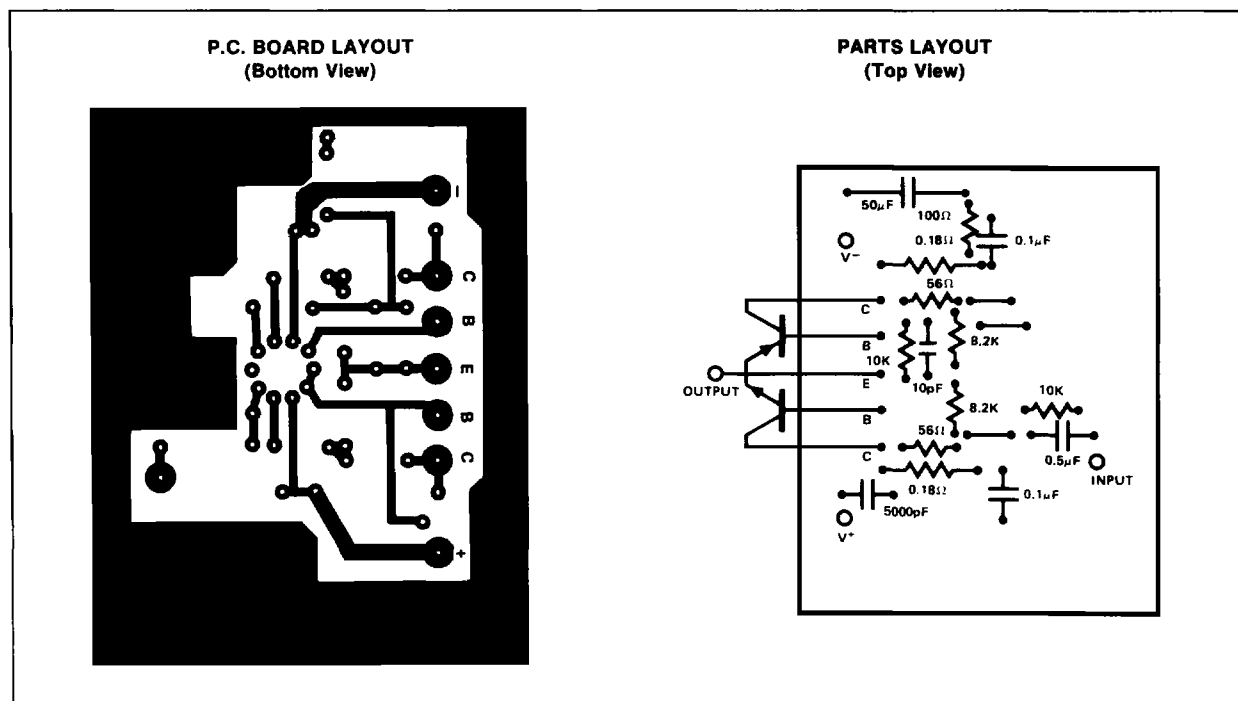 P.C. BOARD LAYOUT
(Bottom View)
–
C
B
E
B
C
+
PARTS LAYOUT
(Top View)
50μF
100Ω
0.18Ω
0.1μF
V⁻
56Ω
C
B
8.2K
10K
E
10pF
OUTPUT
B
8.2K
10K
56Ω
C
0.5μF
INPUT
0.18Ω
0.1μF
5000pF
V⁺